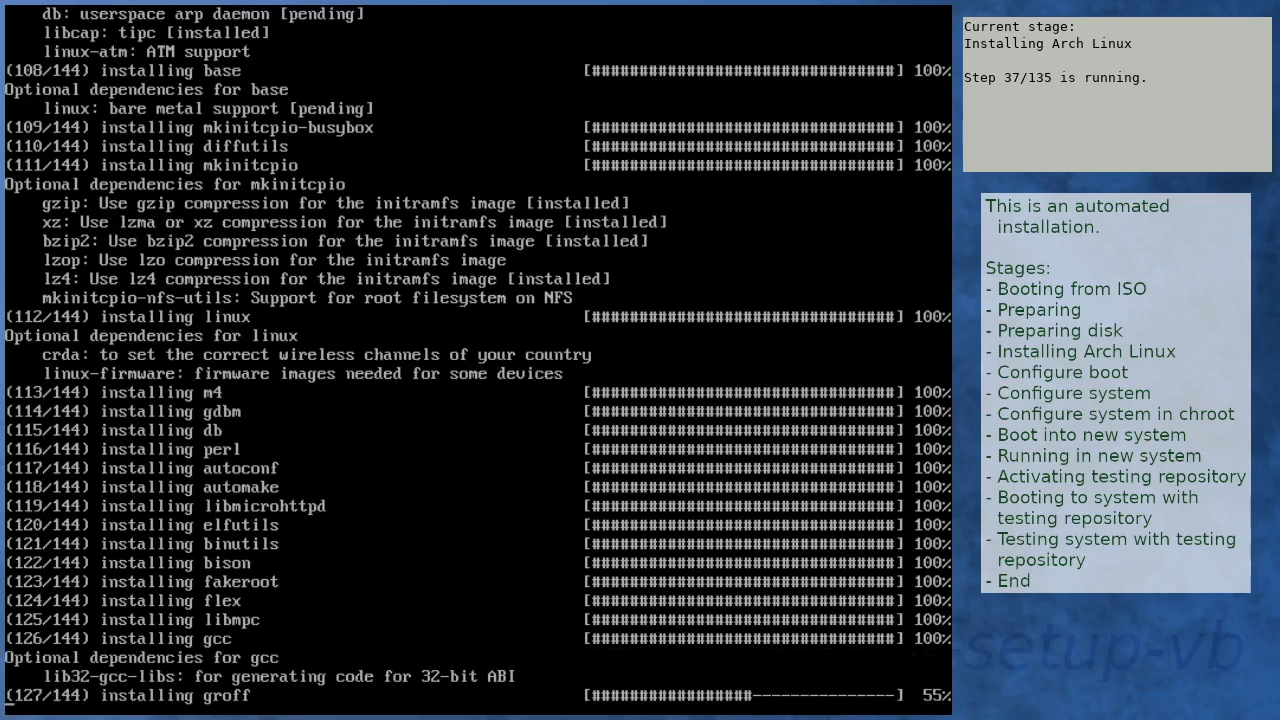 db: userspace arp daemon [pending]
libcap: tipc [installed]
linux-atm: ATM support
(108/144) installing base [################################] 100%
Optional dependencies for base
linux: bare metal support [pending]
(109/144) installing mkinitcpio-busybox [################################] 100%
(110/144) installing diffutils [################################] 100%
(111/144) installing mkinitcpio [################################] 100%
Optional dependencies for mkinitcpio
gzip: Use gzip compression for the initramfs image [installed]
xz: Use lzma or xz compression for the initramfs image [installed]
bzip2: Use bzip2 compression for the initramfs image [installed]
lzop: Use lzo compression for the initramfs image
lz4: Use lz4 compression for the initramfs image [installed]
mkinitcpio-nfs-utils: Support for root filesystem on NFS
(112/144) installing linux [################################] 100%
Optional dependencies for linux
crda: to set the correct wireless channels of your country
linux-firmware: firmware images needed for some devices
(113/144) installing m4 [################################] 100%
(114/144) installing gdbm [################################] 100%
(115/144) installing db [################################] 100%
(116/144) installing perl [################################] 100%
(117/144) installing autoconf [################################] 100%
(118/144) installing automake [################################] 100%
(119/144) installing libmicrohttpd [################################] 100%
(120/144) installing elfutils [################################] 100%
(121/144) installing binutils [################################] 100%
(122/144) installing bison [################################] 100%
(123/144) installing fakeroot [################################] 100%
(124/144) installing flex [################################] 100%
(125/144) installing libmpc [################################] 100%
(126/144) installing gcc [################################] 100%
Optional dependencies for gcc
lib32-gcc-libs: for generating code for 32-bit ABI
(127/144) installing groff [#################---------------] 55%
Current stage:
Installing Arch Linux
Step 37/135 is running.
This is an automated
installation.
Stages:
- Booting from ISO
- Preparing
- Preparing disk
- Installing Arch Linux
- Configure boot
- Configure system
- Configure system in chroot
- Boot into new system
- Running in new system
- Activating testing repository
- Booting to system with
testing repository
- Testing system with testing
repository
- End
setup-vb